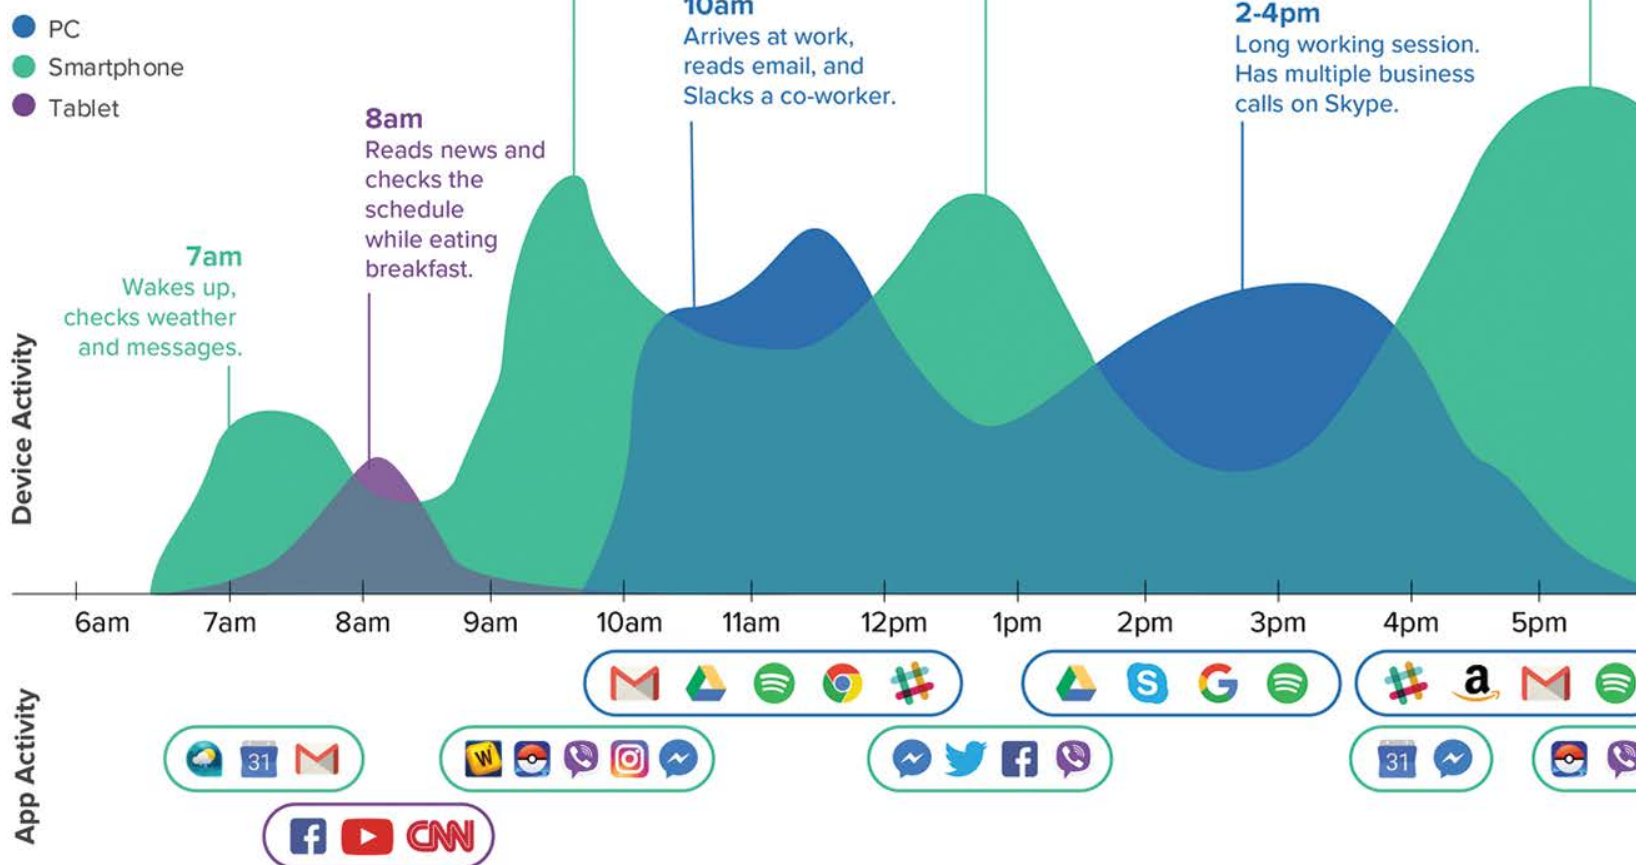 PC
Smartphone
Tablet
10am
Arrives at work,
reads email, and
Slacks a co-worker.
2-4pm
Long working session.
Has multiple business
calls on Skype.
8am
Reads news and
checks the
schedule
while eating
breakfast.
7am
Wakes up,
checks weather
and messages.
Device Activity
6am 7am 8am 9am 10am 11am 12pm 1pm 2pm 3pm 4pm 5pm
App Activity
S G a
31 W 31
CNN